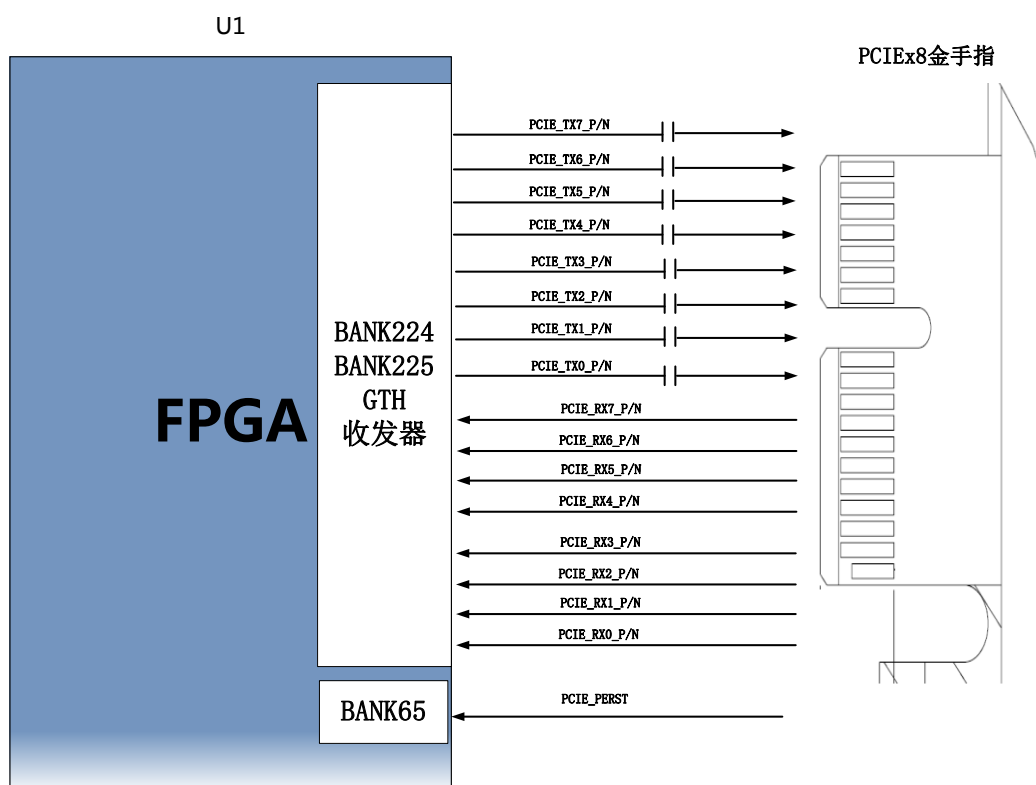 U1
PCIEx8金手指
PCIE_TX7_P/N
PCIE_TX6_P/N
PCIE_TX5_P/N
PCIE_TX4_P/N
PCIE_TX3_P/N
PCIE_TX2_P/N
PCIE_TX1_P/N
PCIE_TX0_P/N
BANK224
BANK225
GTH
收发器
FPGA
PCIE_RX7_P/N
PCIE_RX6_P/N
PCIE_RX5_P/N
PCIE_RX4_P/N
PCIE_RX3_P/N
PCIE_RX2_P/N
PCIE_RX1_P/N
PCIE_RX0_P/N
BANK65
PCIE_PERST